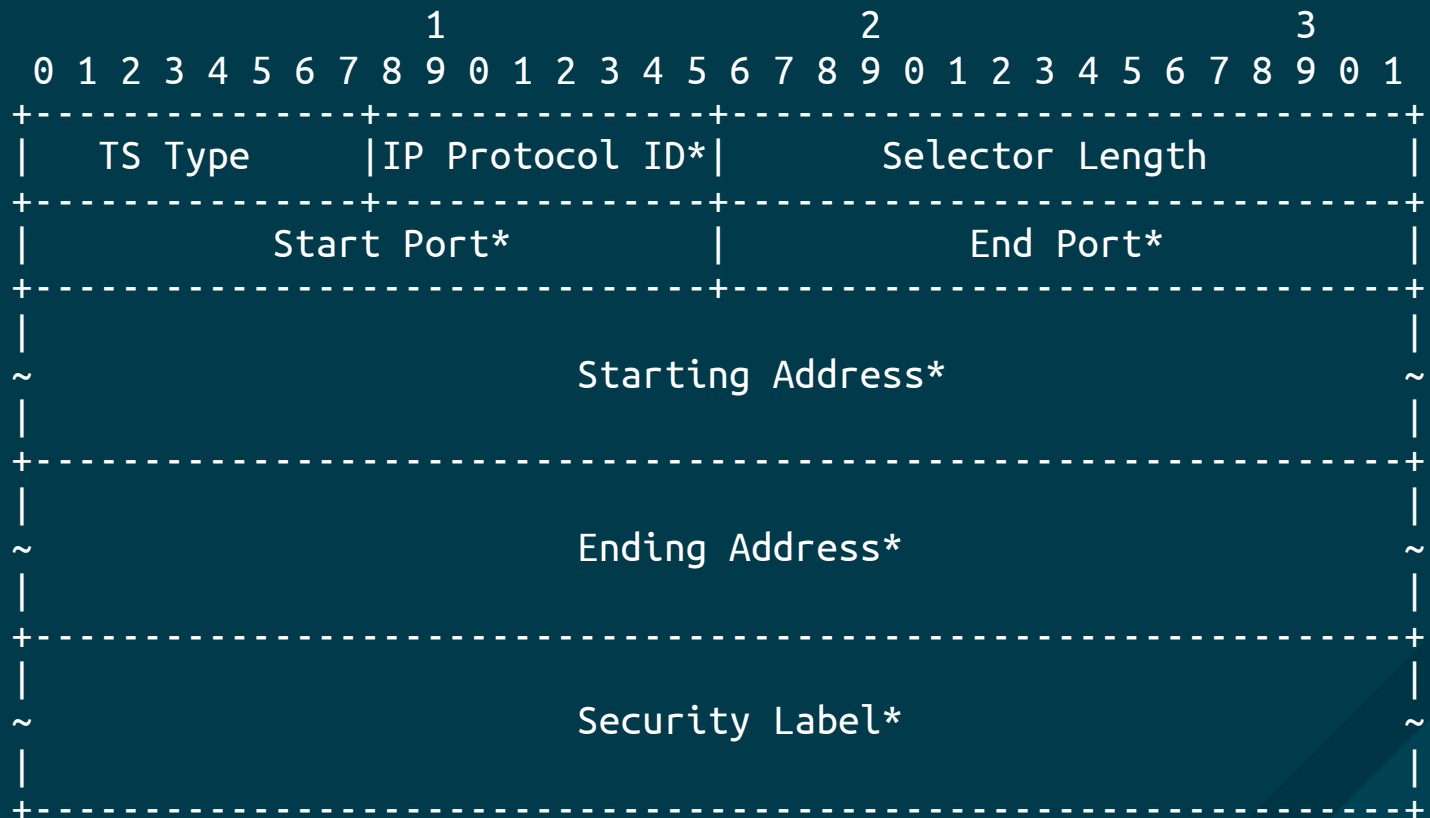 1                   2                   3
 0 1 2 3 4 5 6 7 8 9 0 1 2 3 4 5 6 7 8 9 0 1 2 3 4 5 6 7 8 9 0 1
+---------------+---------------+-------------------------------+
|   TS Type     |IP Protocol ID*|       Selector Length         |
+---------------+---------------+-------------------------------+
|           Start Port*         |           End Port*           |
+-------------------------------+-------------------------------+
|                                                               |
~                         Starting Address*                     ~
|                                                               |
+---------------------------------------------------------------+
|                                                               |
~                         Ending Address*                       ~
|                                                               |
+---------------------------------------------------------------+
|                                                               |
~                         Security Label*                       ~
|                                                               |
+---------------------------------------------------------------+